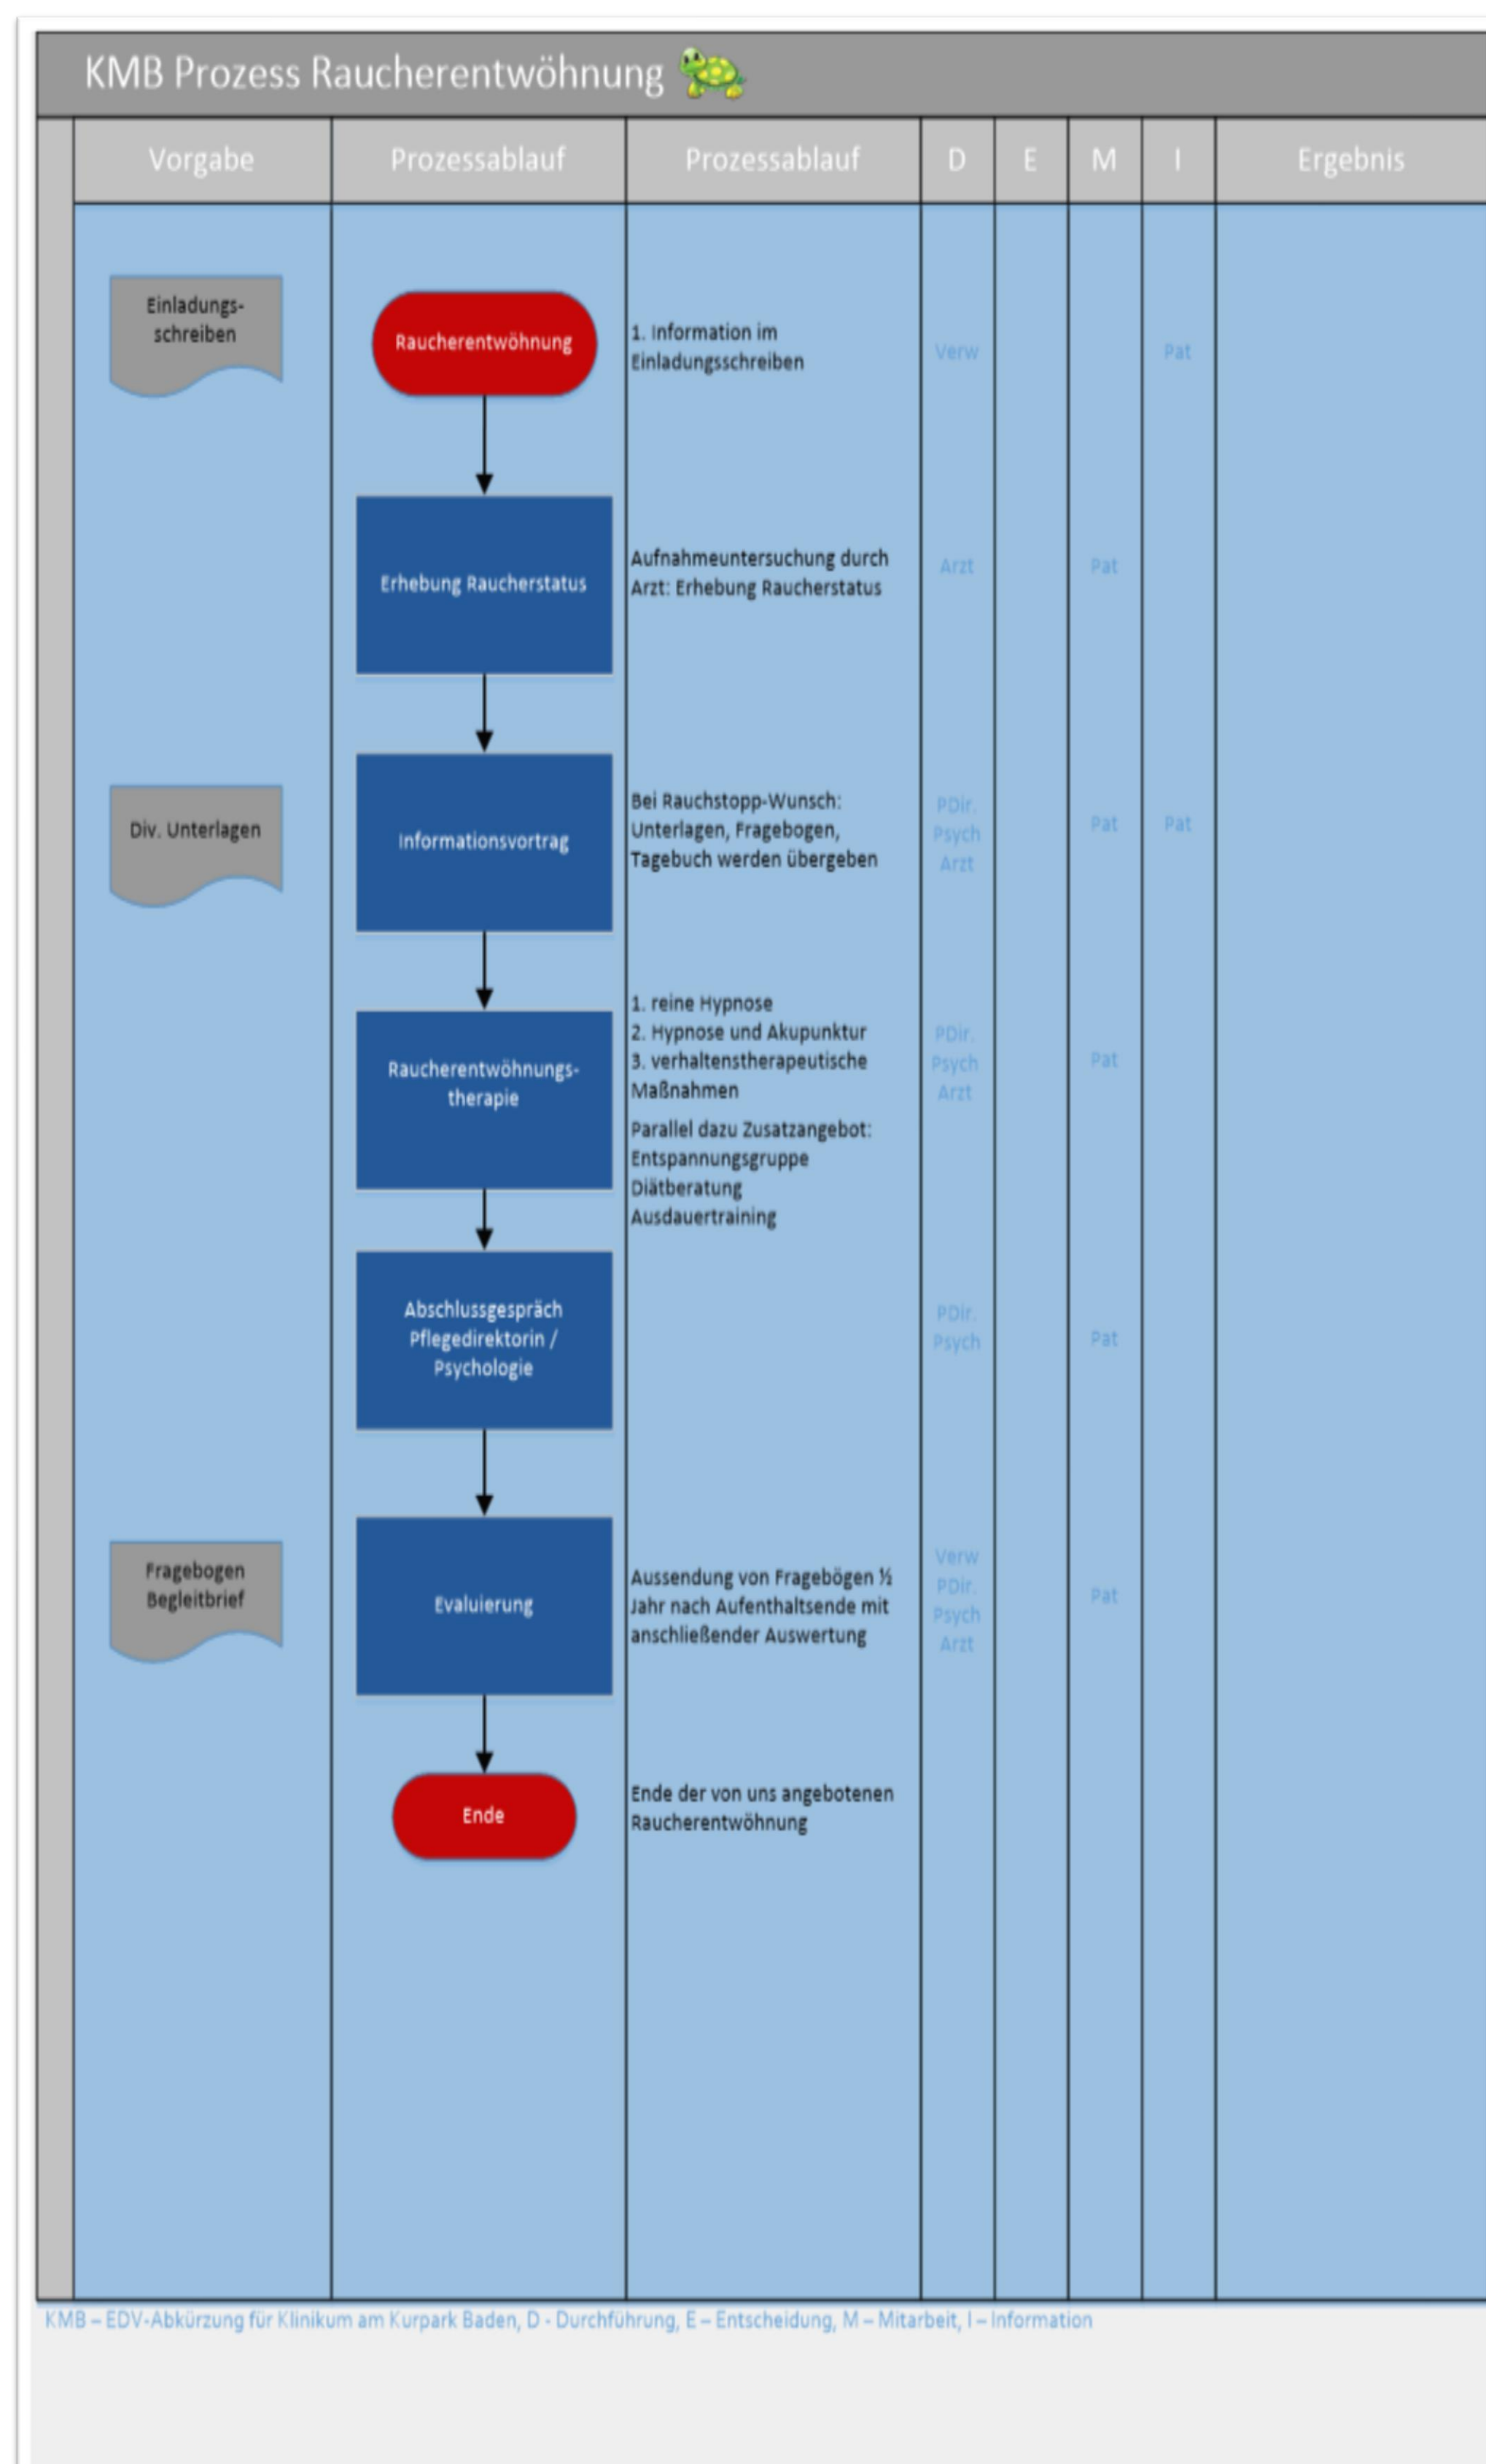 KMB Prozess Raucherentwöhnung
Vorgabe
Prozessablauf
Prozessablauf
D
E
M
I
Ergebnis
Einladungs-
schreiben
Raucherentwöhnung
1. Information im
Einladungsschreiben
Verw
Pat
Erhebung Raucherstatus
Aufnahmeuntersuchung durch
Arzt: Erhebung Raucherstatus
Arzt
Pat
Div. Unterlagen
Informationsvortrag
Bei Rauchstopp-Wunsch:
Unterlagen, Fragebogen,
Tagebuch werden übergeben
PDir.
Psych
Arzt
Pat
Pat
Raucherentwöhnungs-
therapie
1. reine Hypnose
2. Hypnose und Akupunktur
3. verhaltenstherapeutische
Maßnahmen
Parallel dazu Zusatzangebot:
Entspannungsgruppe
Diätberatung
Ausdauertraining
PDir.
Psych
Arzt
Pat
Abschlussgespräch
Pflegedirektorin /
Psychologie
PDir.
Psych
Pat
Fragebogen
Begleitbrief
Evaluierung
Aussendung von Fragebögen ½
Jahr nach Aufenthaltsende mit
anschließender Auswertung
Verw
PDir.
Psych
Arzt
Pat
Ende
Ende der von uns angebotenen
Raucherentwöhnung
KMB – EDV-Abkürzung für Klinikum am Kurpark Baden, D - Durchführung, E – Entscheidung, M – Mitarbeit, I – Information